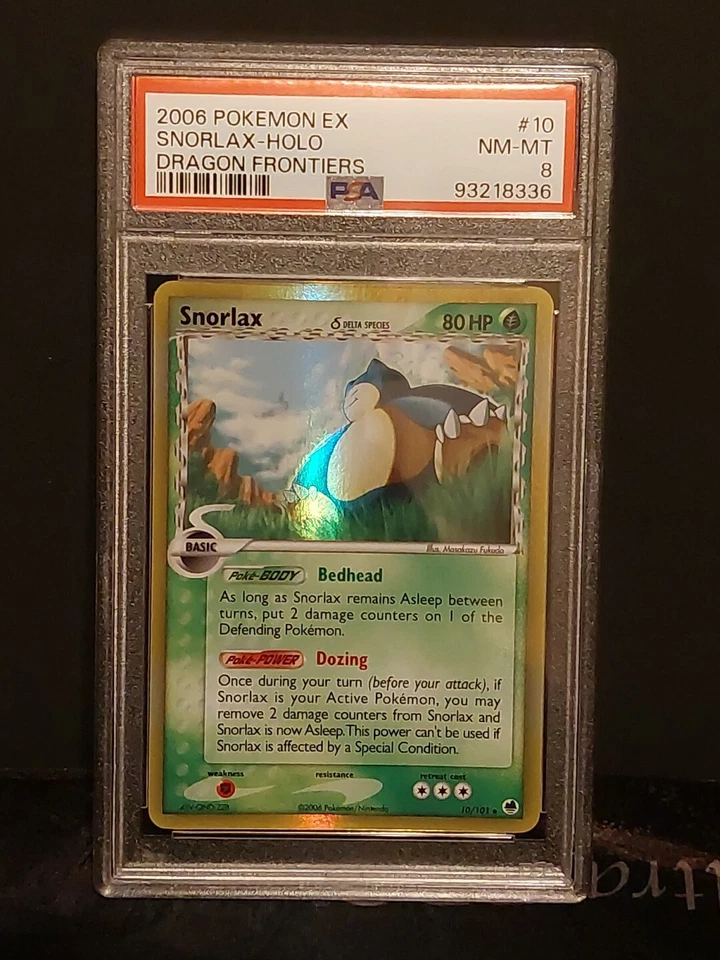 2006 POKEMON EX #10
SNORLAX-HOLO NM-MT
DRAGON FRONTIERS 8
PSA 93218336
Snorlax δ DELTA SPECIES 80 HP
BASIC
Illus. Masakazu Fukuda
Poké-BODY Bedhead
As long as Snorlax remains Asleep between
turns, put 2 damage counters on 1 of the
Defending Pokémon.
Poké-POWER Dozing
Once during your turn (before your attack), if
Snorlax is your Active Pokémon, you may
remove 2 damage counters from Snorlax and
Snorlax is now Asleep. This power can't be used if
Snorlax is affected by a Special Condition.
weakness resistance retreat cost
©2006 Pokémon/Nintendo 10/101